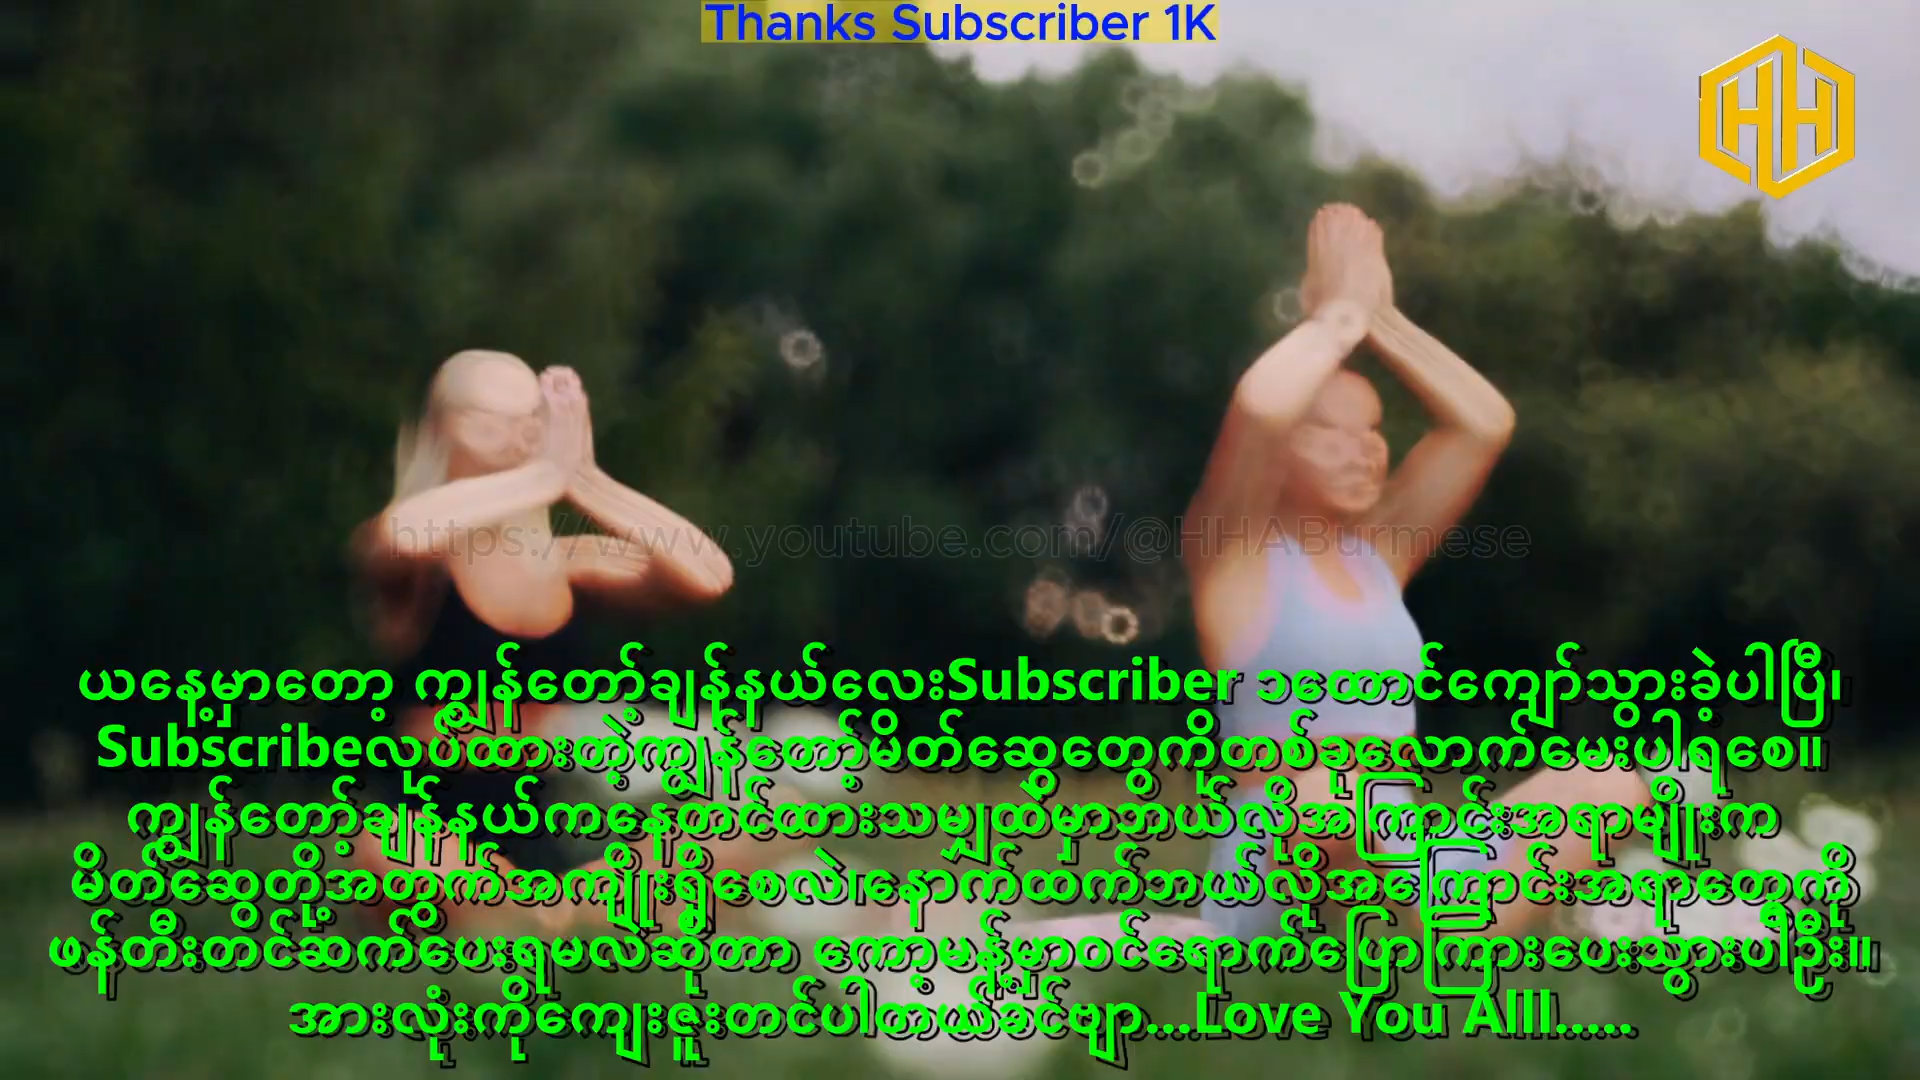 Thanks Subscriber 1K
HH
https://www.youtube.com/@HHABurmese
ယနေ့မှာတော့ ကျွန်တော့်ချန်နယ်လေးSubscriber ၁ထောင်ကျော်သွားခဲ့ပါပြီ၊
Subscribeလုပ်ထားတဲ့ကျွန်တော့်မိတ်ဆွေတွေကိုတစ်ခုလောက်မေးပါရစေ။
ကျွန်တော့်ချန်နယ်ကနေတင်ထားသမျှထဲမှာဘယ်လိုအကြာင်းအရာမျိုးက
မိတ်ဆွေတို့အတွက်အကျိုးရှိစေလဲ၊နောက်ထက်ဘယ်လိုအကြောင်းအရာတွေကို
ဖန်တီးတင်ဆက်ပေးရမလဲဆိုတာ ကော့မန့်မှာဝင်ရောက်ပြောကြားပေးသွားပါဦး။
အားလုံးကိုကျေးဇူးတင်ပါတယ်ခင်ဗျာ...Love You Alll.....